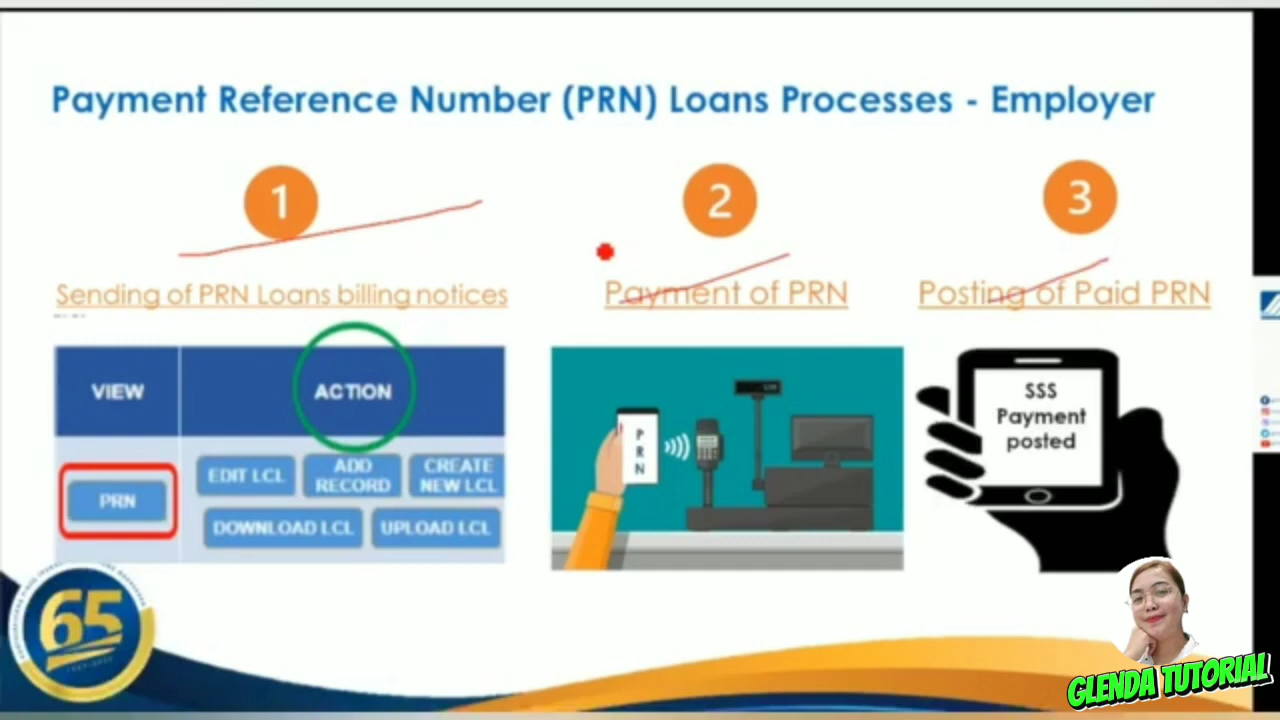 Payment Reference Number (PRN) Loans Processes - Employer
1
2
3
Sending of PRN Loans billing notices
Payment of PRN
Posting of Paid PRN
VIEW
ACTION
PRN
EDIT LCL
ADD
RECORD
CREATE
NEW LCL
DOWNLOAD LCL
UPLOAD LCL
P
R
N
SSS
Payment
posted
65
GLENDA TUTORIAL